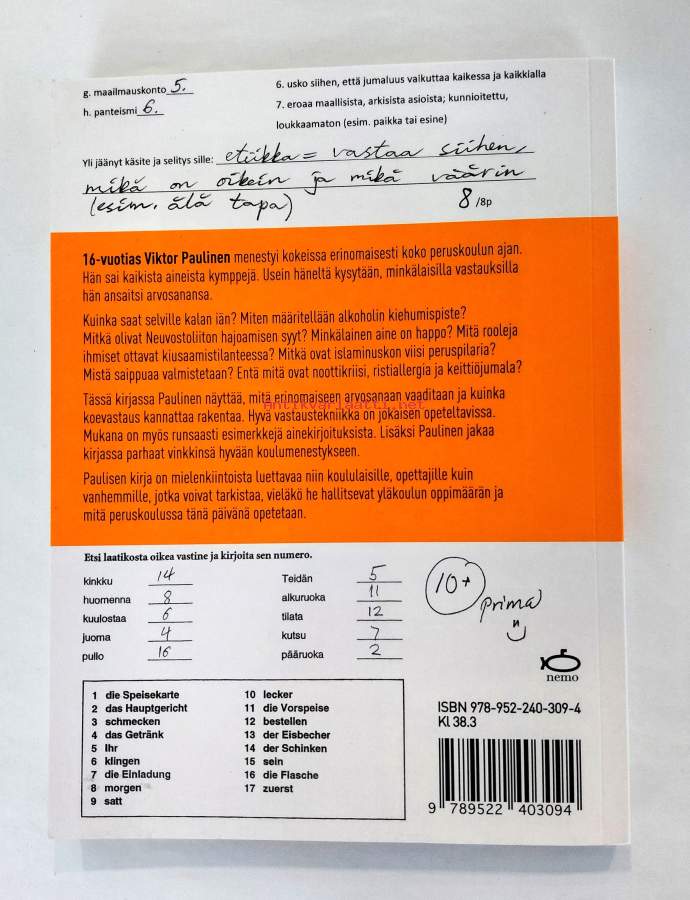 g. maailmauskonto 5.
h. panteismi 6.
6. usko siihen, että jumaluus vaikuttaa kaikessa ja kaikkialla
7. eroaa maallisista, arkisista asioista; kunnioitettu,
loukkaamaton (esim. paikka tai esine)
Yli jäänyt käsite ja selitys sille: etiikka = vastaa siihen,
mikä on oikein ja mikä väärin
(esim. älä tapa)
8/8p
16-vuotias Viktor Paulinen menestyi kokeissa erinomaisesti koko peruskoulun ajan.
Hän sai kaikista aineista kymppejä. Usein häneltä kysytään, minkälaisilla vastauksilla
hän ansaitsi arvosanansa.
Kuinka saat selville kalan iän? Miten määritellään alkoholin kiehumispiste?
Mitkä olivat Neuvostoliiton hajoamisen syyt? Minkälainen aine on happo? Mitä rooleja
ihmiset ottavat kiusaamistilanteessa? Mitkä ovat islaminuskon viisi peruspilaria?
Mistä saippuaa valmistetaan? Entä mitä ovat noottikriisi, ristiallergia ja keittiöjumala?
Tässä kirjassa Paulinen näyttää, mitä erinomaiseen arvosanaan vaaditaan ja kuinka
koevastaus kannattaa rakentaa. Hyvä vastaustekniikka on jokaisen opeteltavissa.
Mukana on myös runsaasti esimerkkejä ainekirjoituksista. Lisäksi Paulinen jakaa
kirjassa parhaat vinkkinsä hyvään koulumenestykseen.
Paulisen kirja on mielenkiintoista luettavaa niin koululaisille, opettajille kuin
vanhemmille, jotka voivat tarkistaa, vieläkö he hallitsevat yläkoulun oppimäärän ja
mitä peruskoulussa tänä päivänä opetetaan.
Antikvariaatti.net
Etsi laatikosta oikea vastine ja kirjoita sen numero.
kinkku 14
huomenna 8
kuulostaa 6
juoma 4
pullo 16
Teidän 5
alkuruoka 11
tilata 12
kutsu 7
pääruoka 2
10+
prima
nemo
1 die Speisekarte
2 das Hauptgericht
3 schmecken
4 das Getränk
5 Ihr
6 klingen
7 die Einladung
8 morgen
9 satt
10 lecker
11 die Vorspeise
12 bestellen
13 der Eisbecher
14 der Schinken
15 sein
16 die Flasche
17 zuerst
ISBN 978-952-240-309-4
Kl 38.3
9 789522 403094